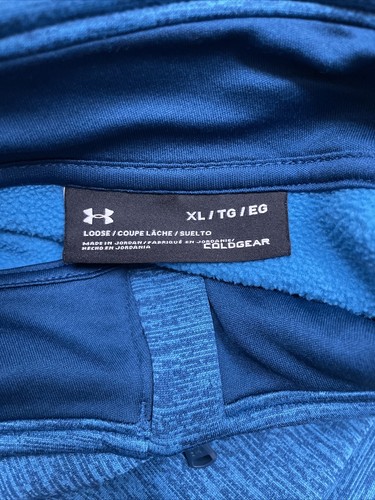 XL / TG / EG
LOOSE / COUPE LÂCHE / SUELTO
MADE IN JORDAN / FABRIQUÉ EN JORDANIE /
HECHO EN JORDANIA
COLDGEAR